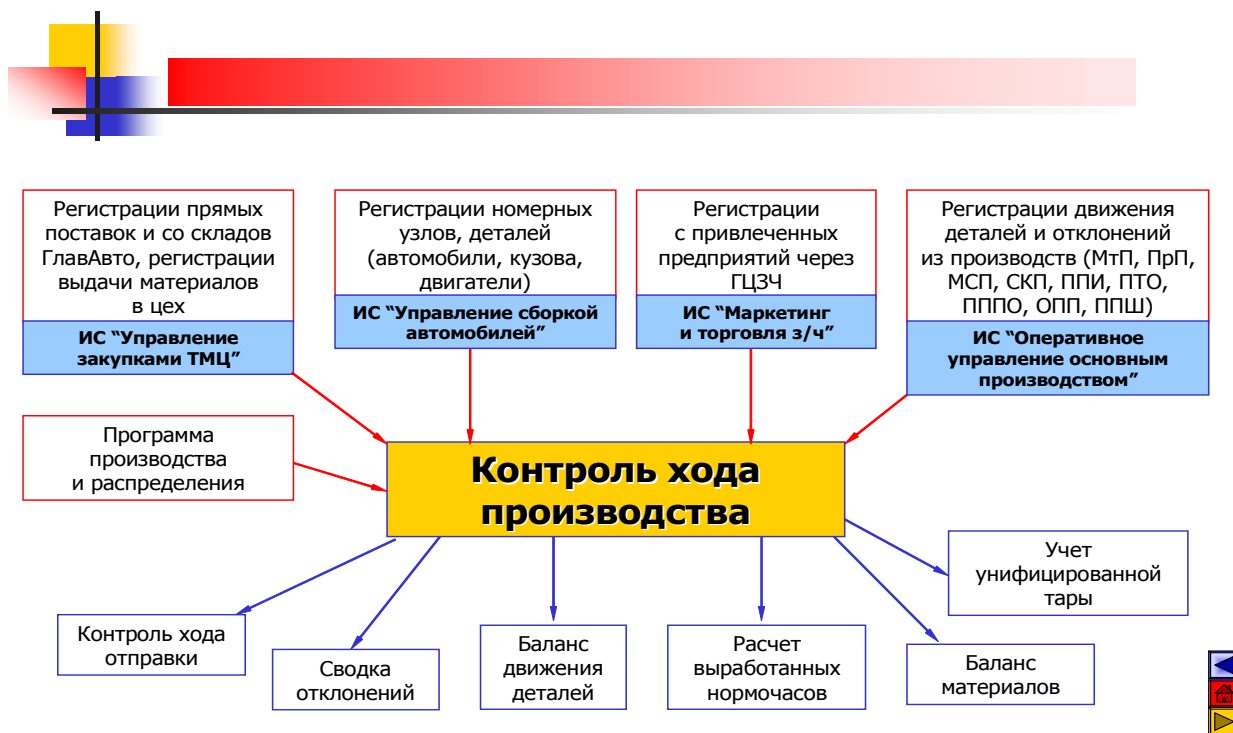 Регистрации прямых
поставок и со складов
ГлавАвто, регистрации
выдачи материалов
в цех
ИС “Управление
закупками ТМЦ”
Регистрации номерных
узлов, деталей
(автомобили, кузова,
двигатели)
ИС “Управление сборкой
автомобилей”
Регистрации
с привлеченных
предприятий через
ГЦЗЧ
ИС “Маркетинг
и торговля з/ч”
Регистрации движения
деталей и отклонений
из производств (МтП, ПрП,
МСП, СКП, ППИ, ПТО,
ПППО, ОПП, ППШ)
ИС “Оперативное
управление основным
производством”
Программа
производства
и распределения
Контроль хода
производства
Контроль хода
отправки
Сводка
отклонений
Баланс
движения
деталей
Расчет
выработанных
нормочасов
Баланс
материалов
Учет
унифицированной
тары